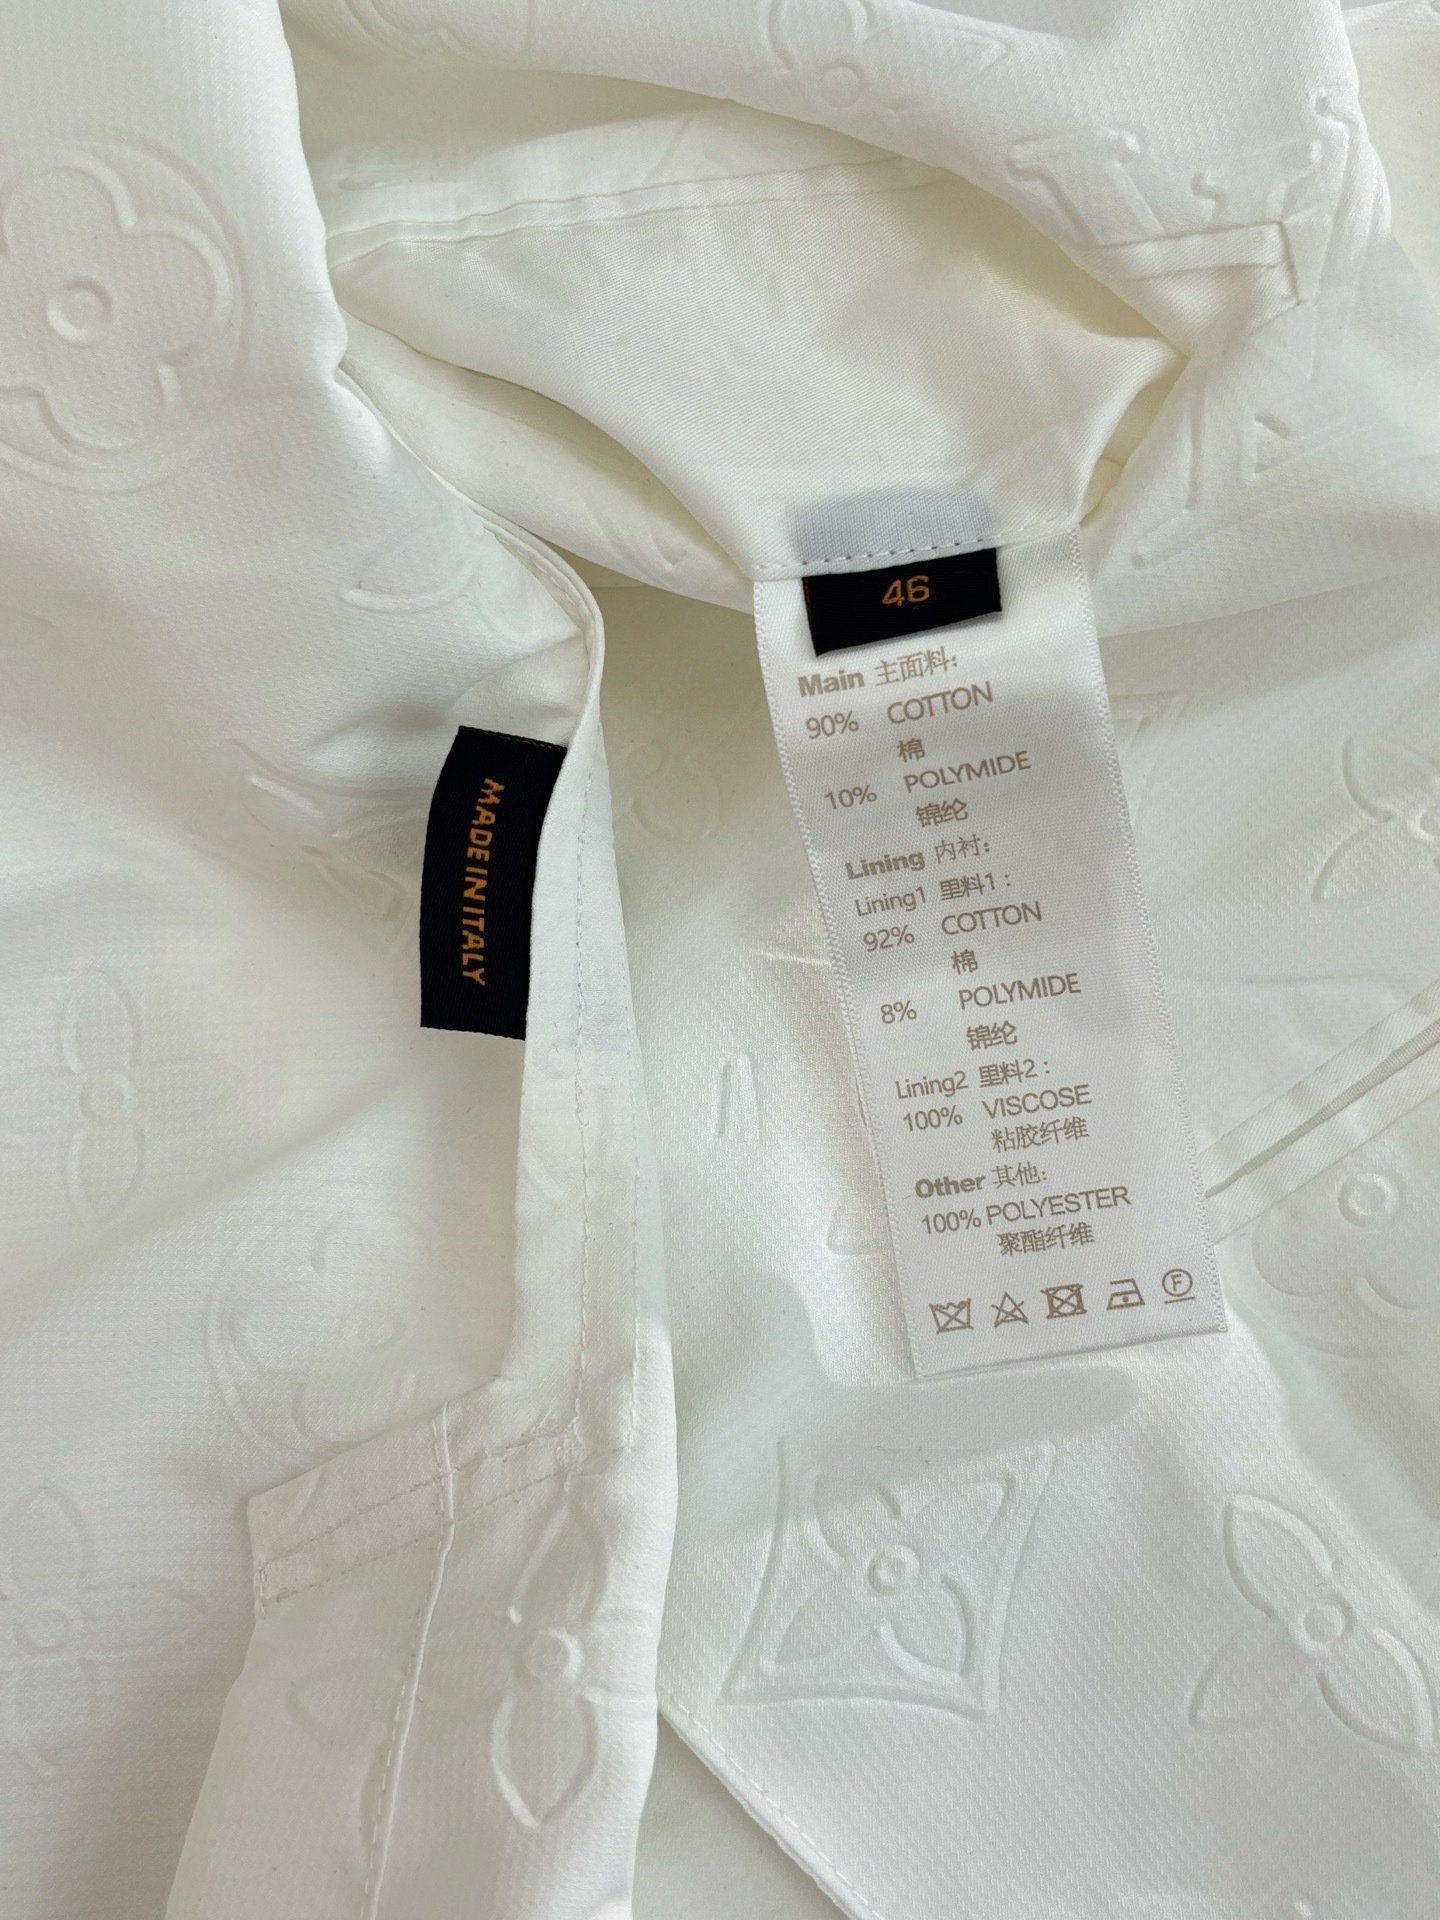 46
Main 主面料:
90% COTTON
棉
10% POLYMIDE
锦纶
Lining 内衬:
Lining1 里料1:
92% COTTON
棉
8% POLYMIDE
锦纶
Lining2 里料2:
100% VISCOSE
粘胶纤维
Other 其他:
100% POLYESTER
聚酯纤维
F
MADE IN ITALY